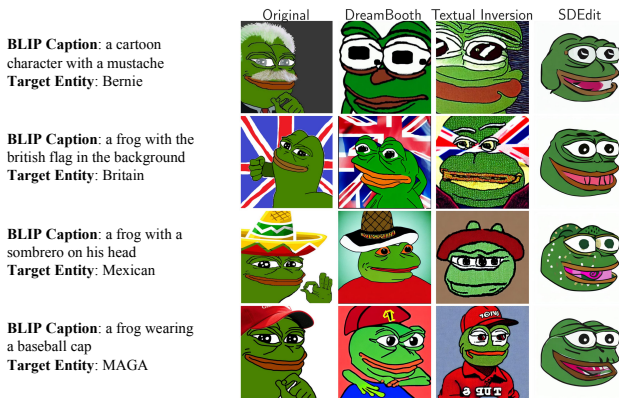 Original DreamBooth Textual Inversion SDEdit
BLIP Caption: a cartoon
character with a mustache
Target Entity: Bernie
BLIP Caption: a frog with the
british flag in the background
Target Entity: Britain
BLIP Caption: a frog with a
sombrero on his head
Target Entity: Mexican
BLIP Caption: a frog wearing
a baseball cap
Target Entity: MAGA